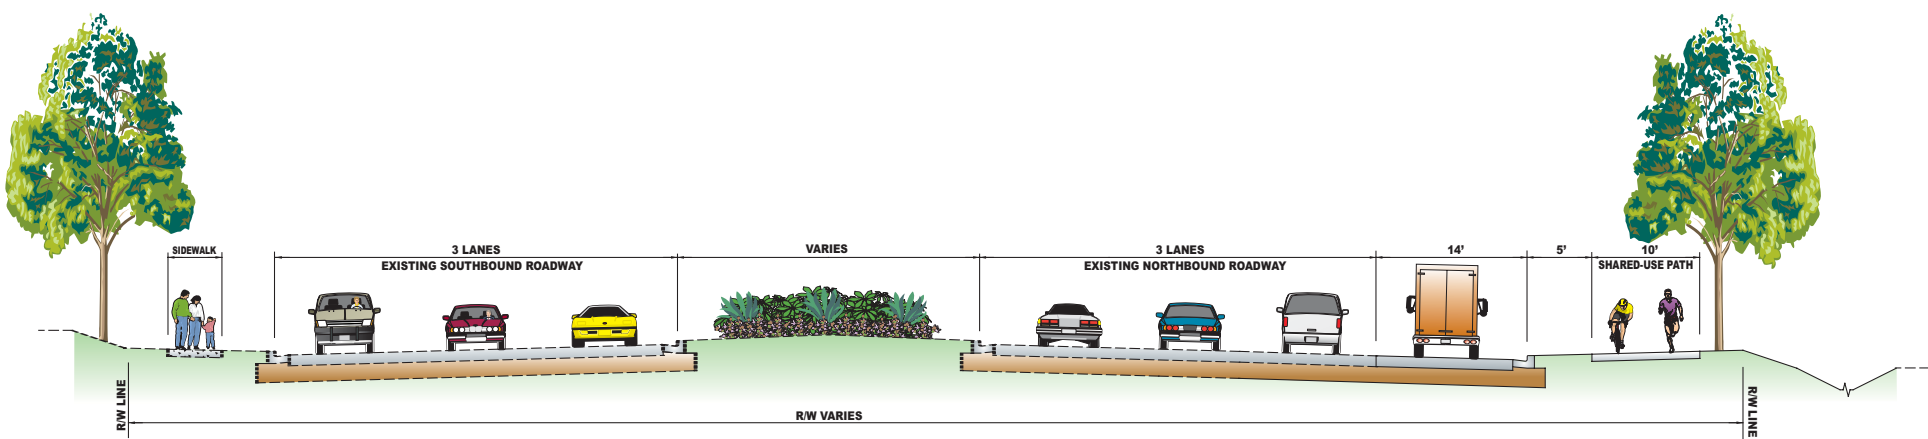 SIDEWALK
3 LANES
EXISTING SOUTHBOUND ROADWAY
VARIES
3 LANES
EXISTING NORTHBOUND ROADWAY
14'
5'
10'
SHARED-USE PATH
R/W LINE
R/W VARIES
R/W LINE